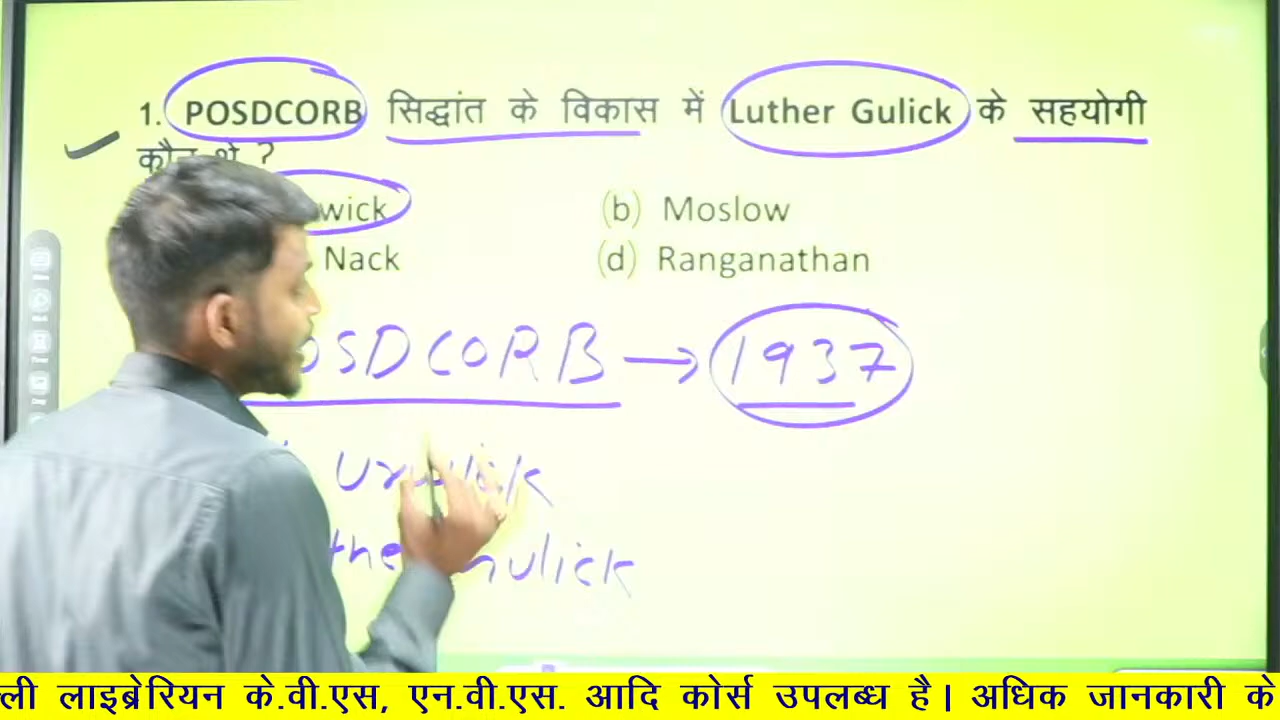 1. POSDCORB सिद्धांत के विकास में Luther Gulick के सहयोगी
कौन थे ?
wick (b) Moslow
Nack (d) Ranganathan
OSDCORB → 1937
Urwick
ulick
ली लाइब्रेरियन के.वी.एस, एन.वी.एस. आदि कोर्स उपलब्ध है। अधिक जानकारी के